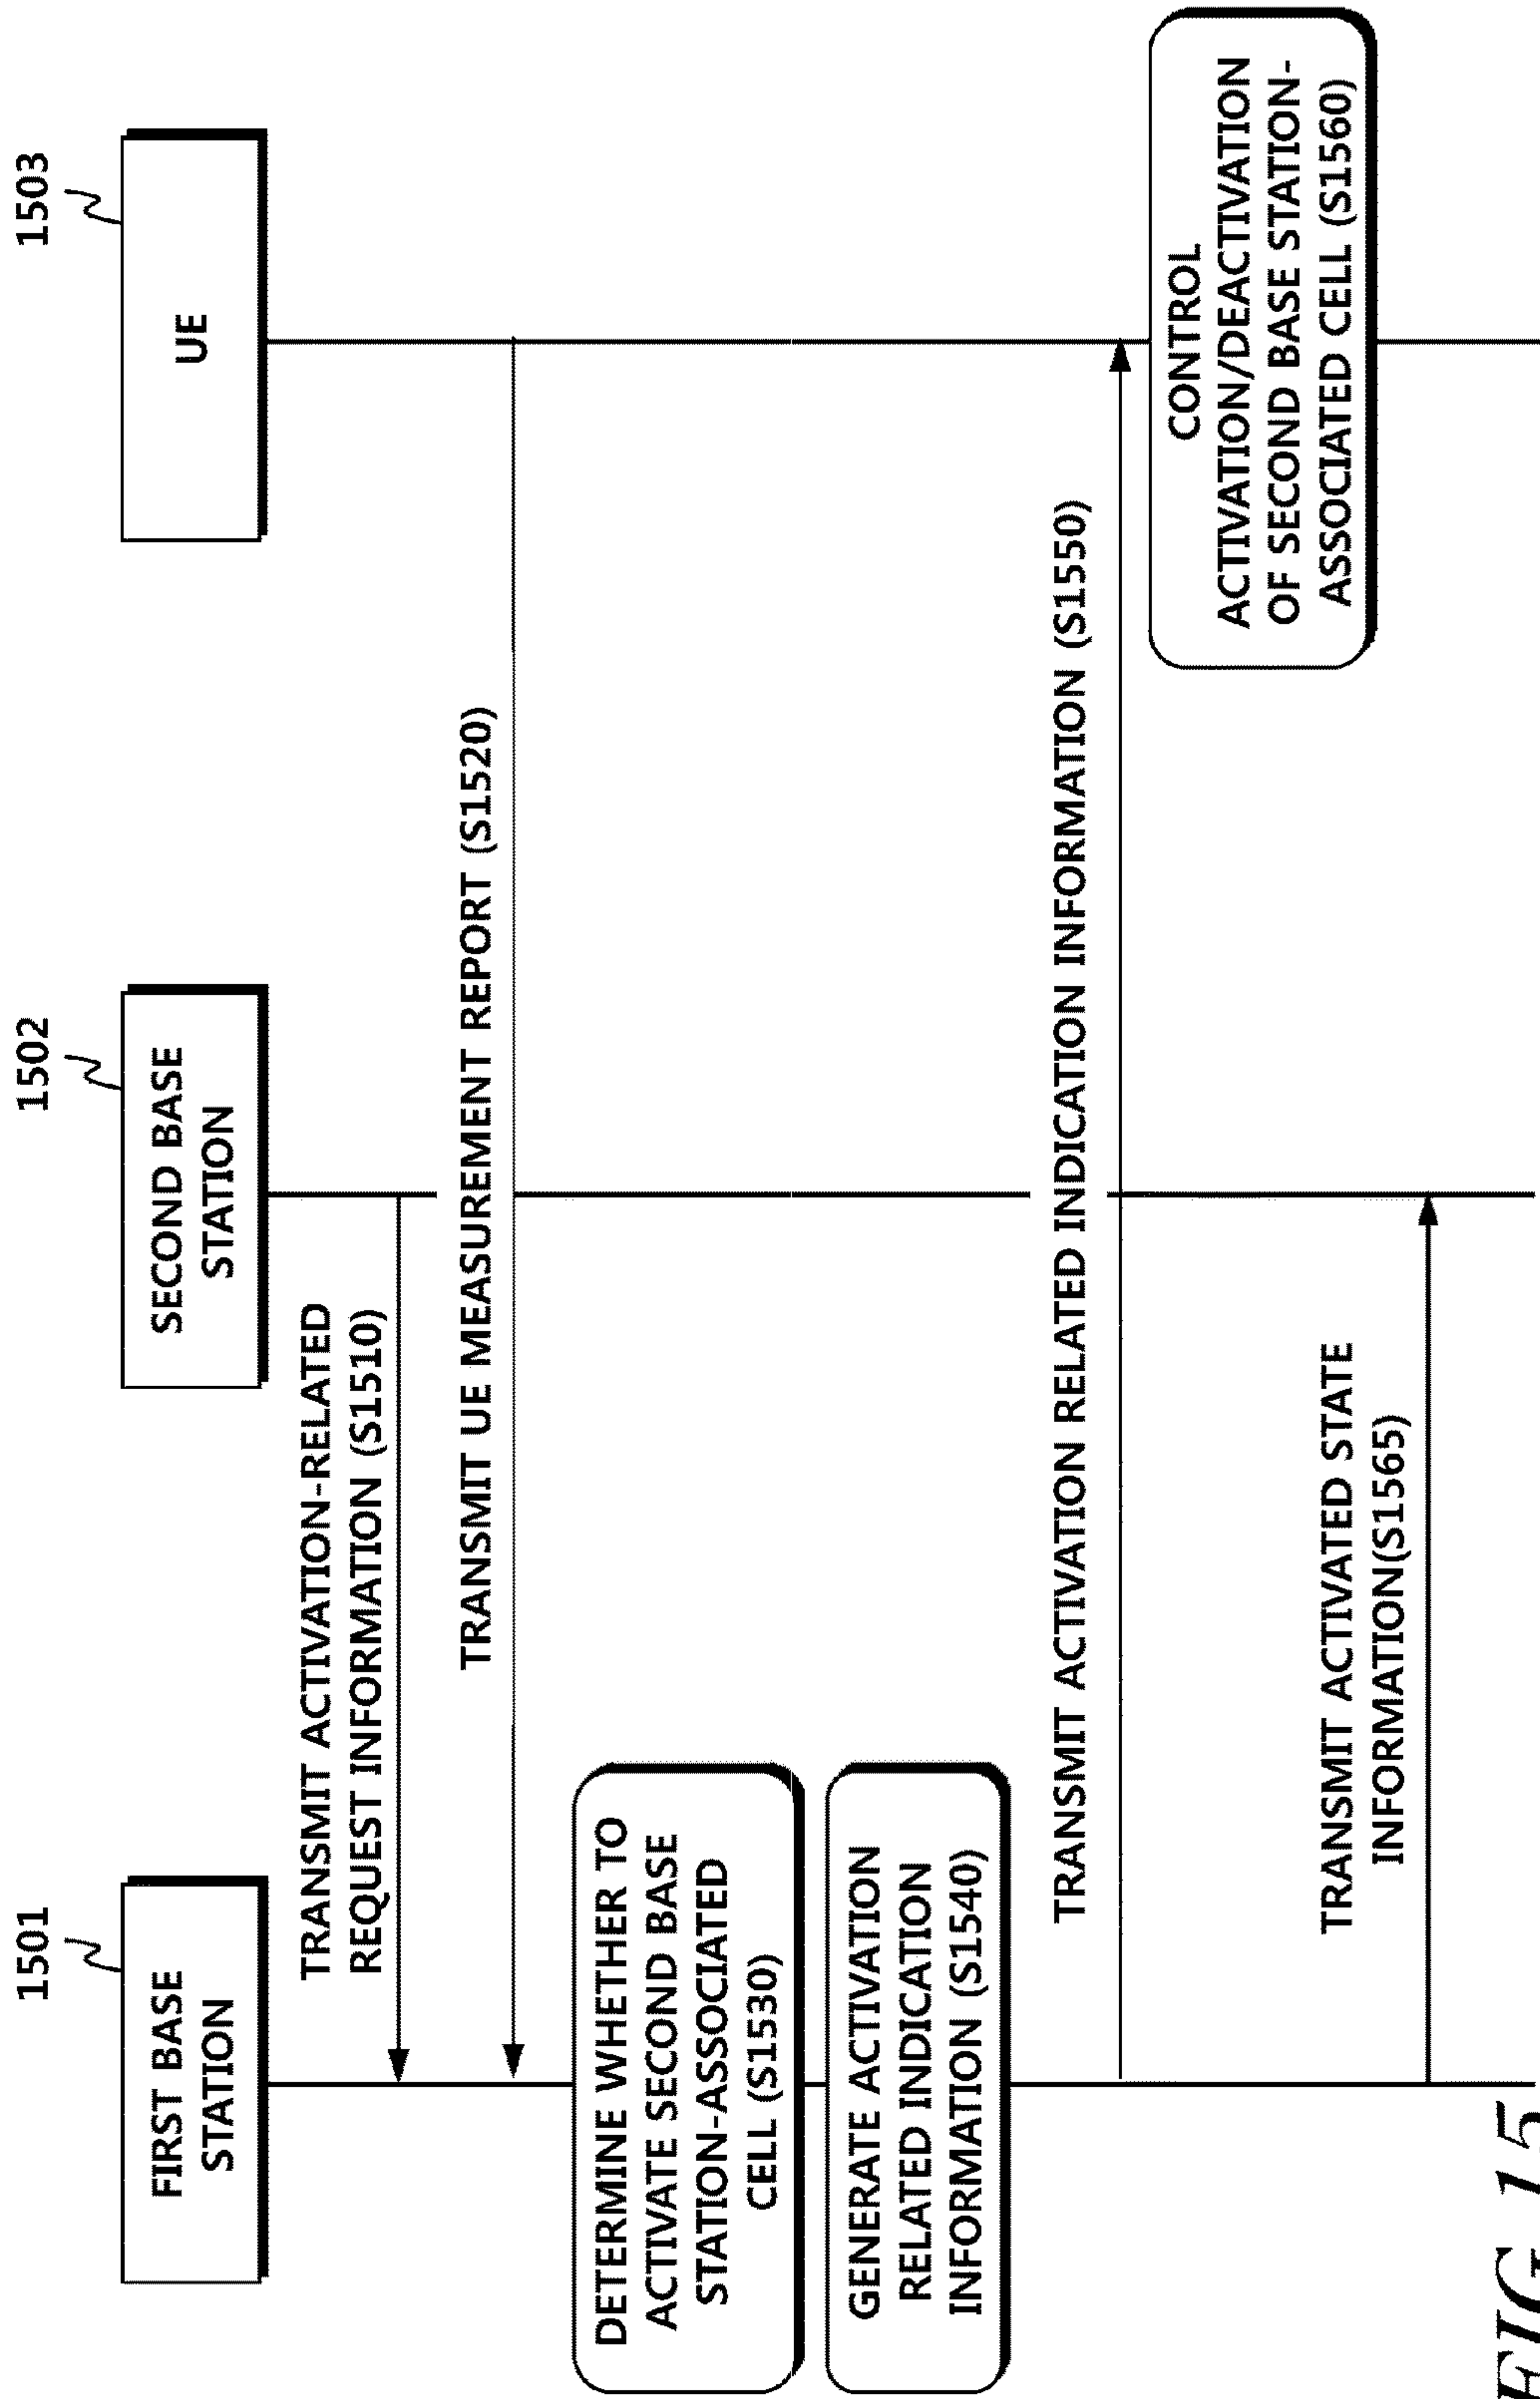 1501
1502
1503
FIRST BASE
STATION
SECOND BASE
STATION
UE
TRANSMIT ACTIVATION-RELATED
REQUEST INFORMATION (S1510)
TRANSMIT UE MEASUREMENT REPORT (S1520)
DETERMINE WHETHER TO
ACTIVATE SECOND BASE
STATION-ASSOCIATED
CELL (S1530)
GENERATE ACTIVATION
RELATED INDICATION
INFORMATION (S1540)
TRANSMIT ACTIVATION RELATED INDICATION INFORMATION (S1550)
CONTROL
ACTIVATION/DEACTIVATION
OF SECOND BASE STATION-
ASSOCIATED CELL (S1560)
TRANSMIT ACTIVATED STATE
INFORMATION(S1565)
FIG 15